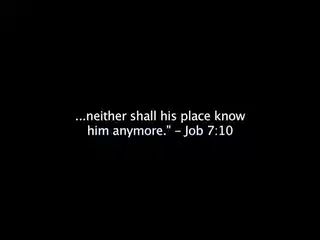 ...neither shall his place know
him anymore." – Job 7:10